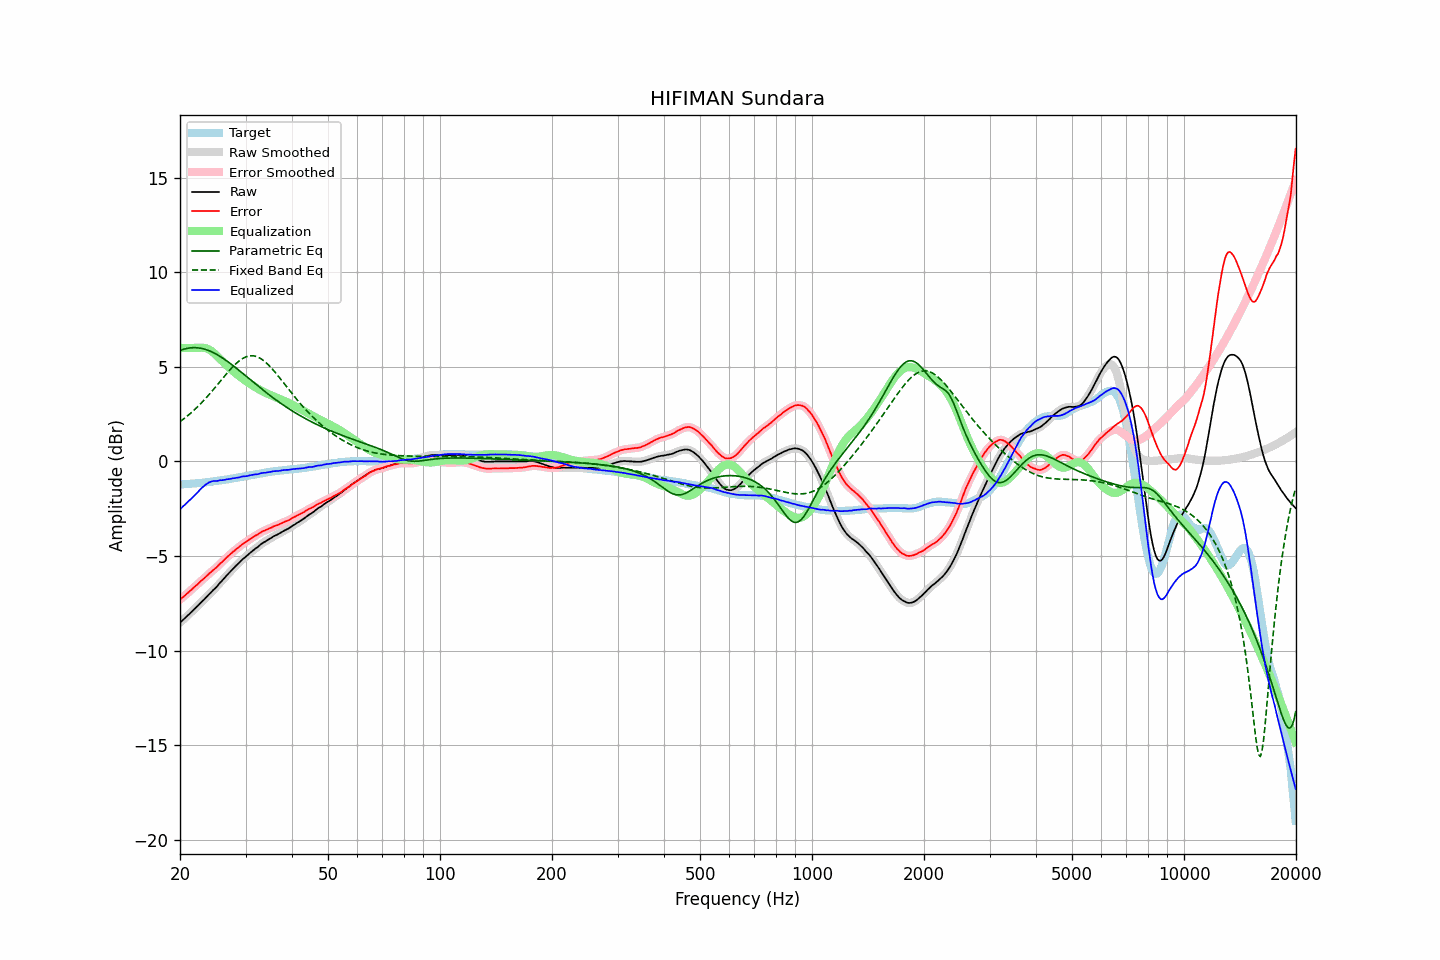 HIFIMAN Sundara
Target
Raw Smoothed
Error Smoothed
Raw
Error
Equalization
Parametric Eq
Fixed Band Eq
Equalized
15
10
5
0
−5
−10
−15
−20
Amplitude (dBr)
20
50
100
200
500
1000
2000
5000
10000
20000
Frequency (Hz)